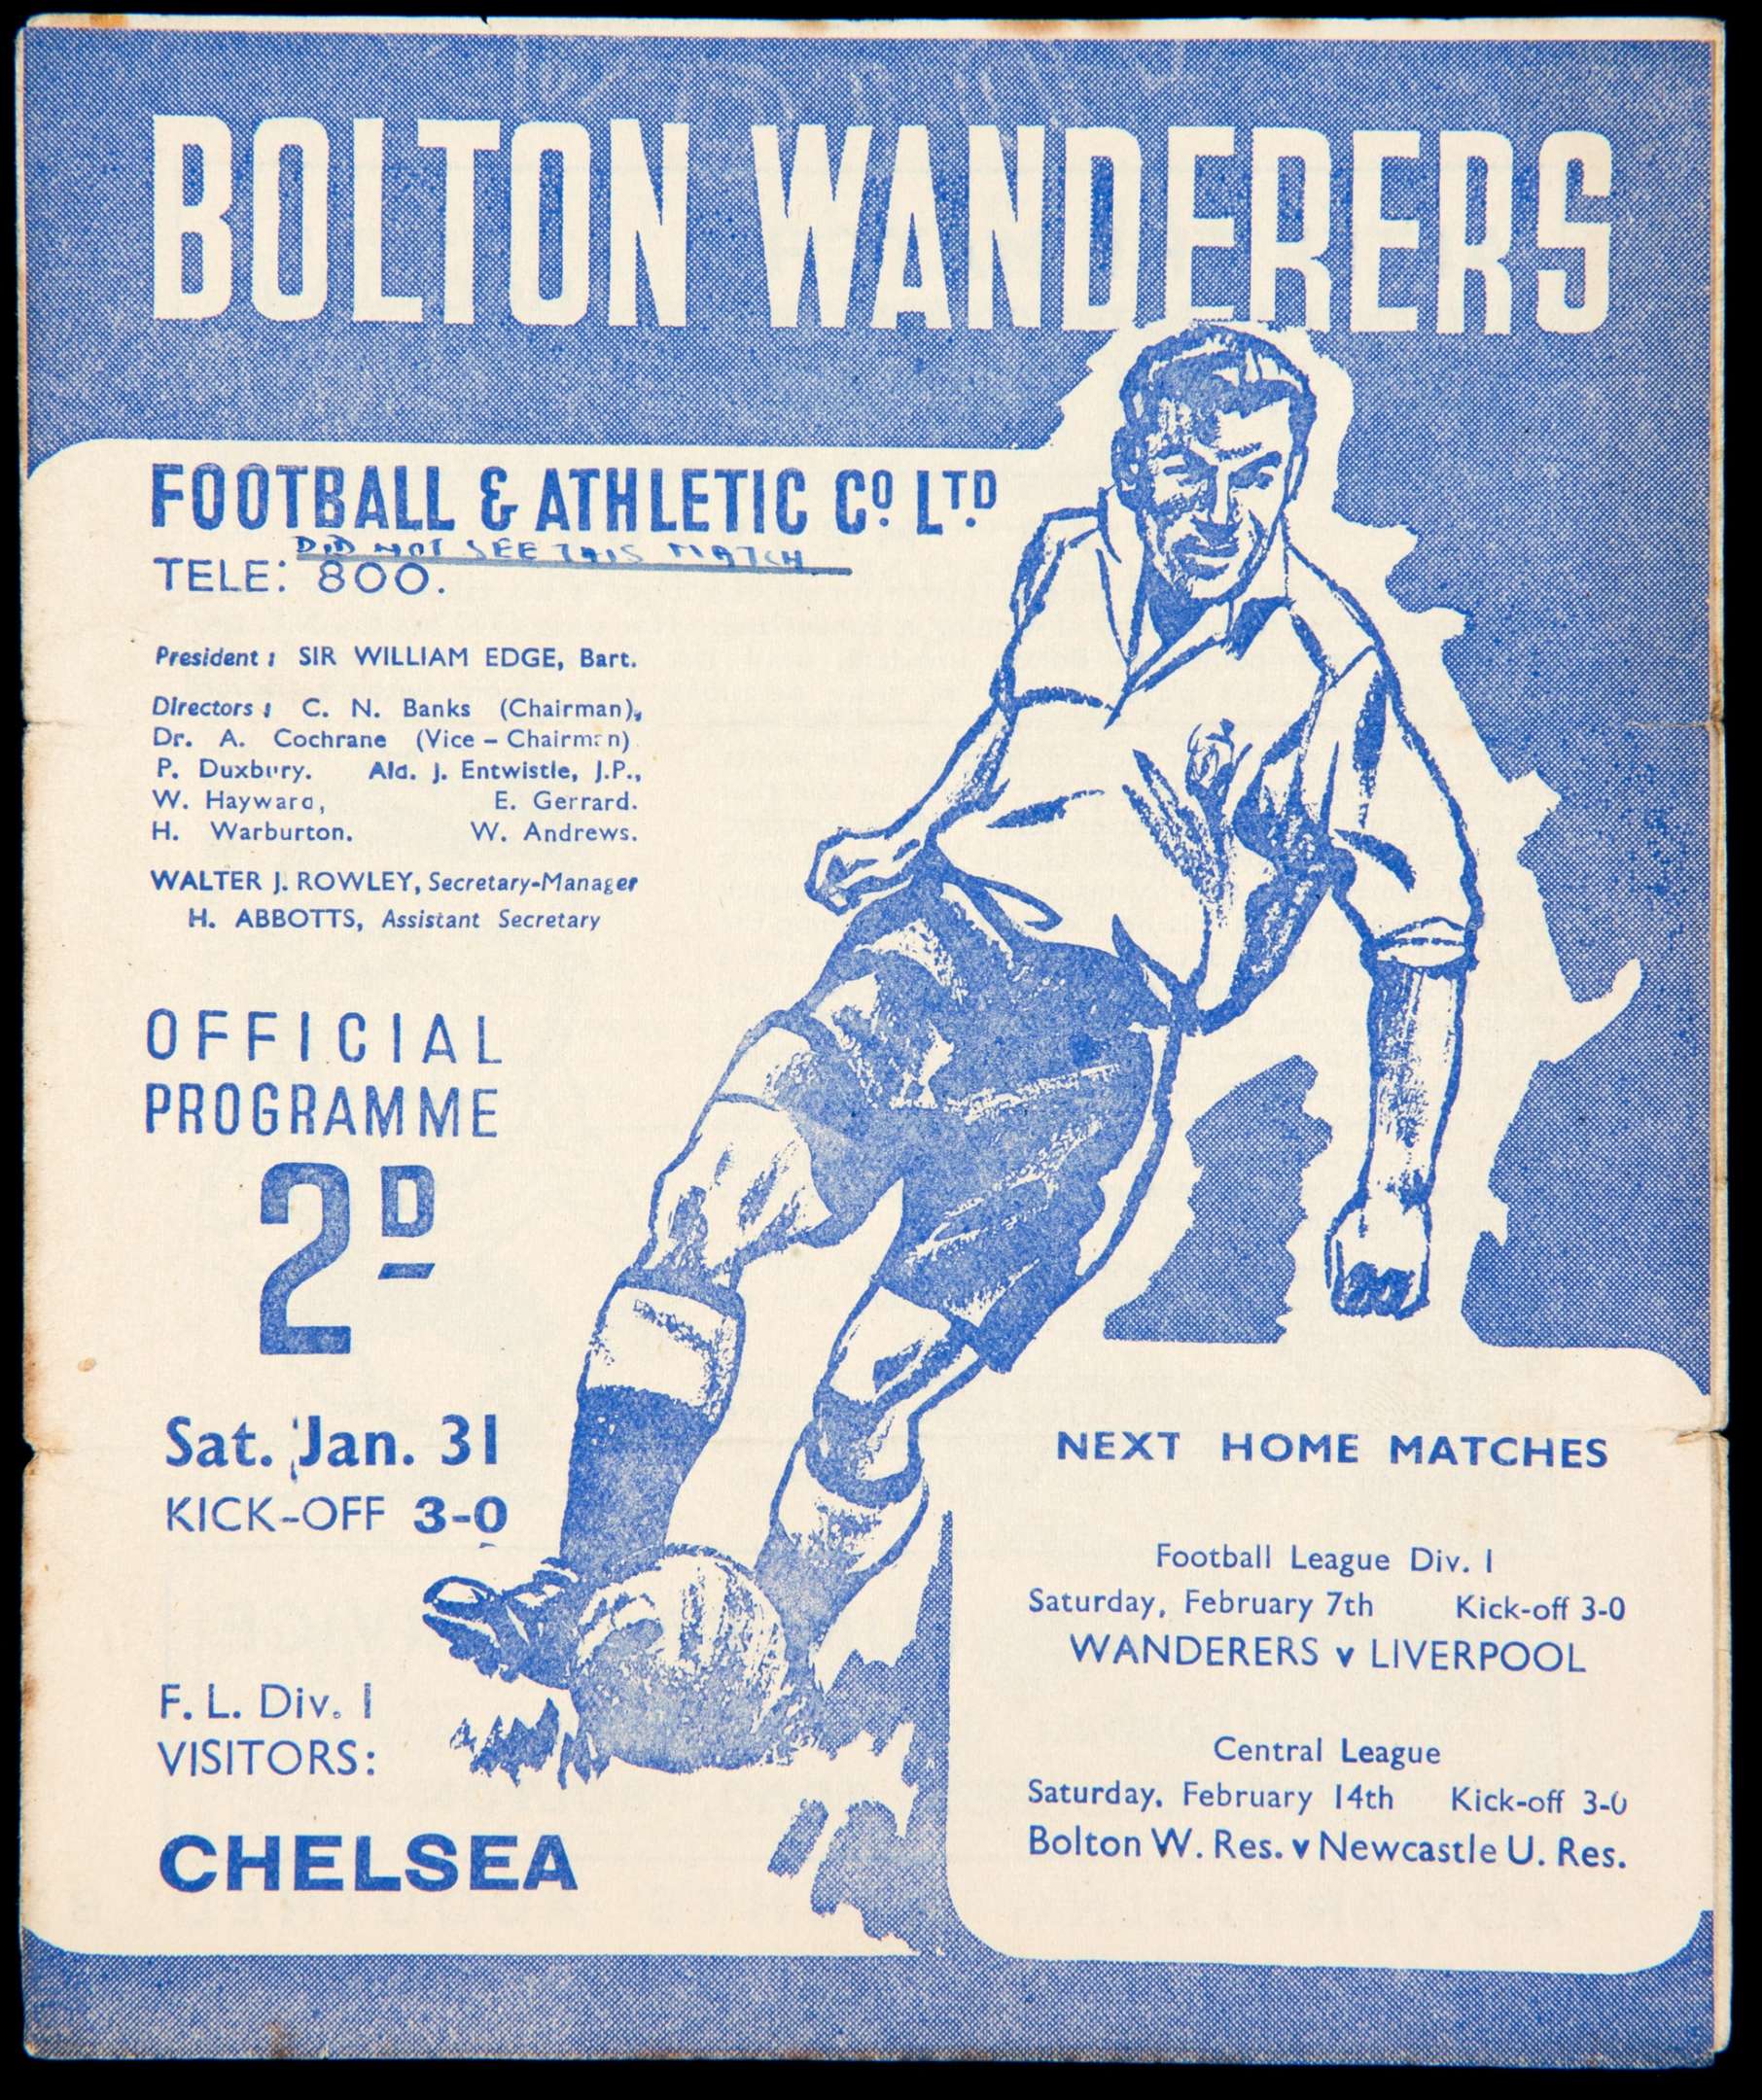 BOLTON WANDERERS
FOOTBALL & ATHLETIC Cº. LTD.
DID NOT SEE THIS MATCH
TELE: 800.
President: SIR WILLIAM EDGE, Bart.
Directors: C. N. Banks (Chairman),
Dr. A. Cochrane (Vice – Chairman)
P. Duxbury. Ald. J. Entwistle, J.P.,
W. Hayward, E. Gerrard.
H. Warburton. W. Andrews.
WALTER J. ROWLEY, Secretary-Manager
H. ABBOTTS, Assistant Secretary
OFFICIAL
PROGRAMME
2D
Sat. Jan. 31
KICK-OFF 3-0
F. L. Div. I
VISITORS:
CHELSEA
NEXT HOME MATCHES
Football League Div. I
Saturday, February 7th Kick-off 3-0
WANDERERS v LIVERPOOL
Central League
Saturday, February 14th Kick-off 3-0
Bolton W. Res. v Newcastle U. Res.